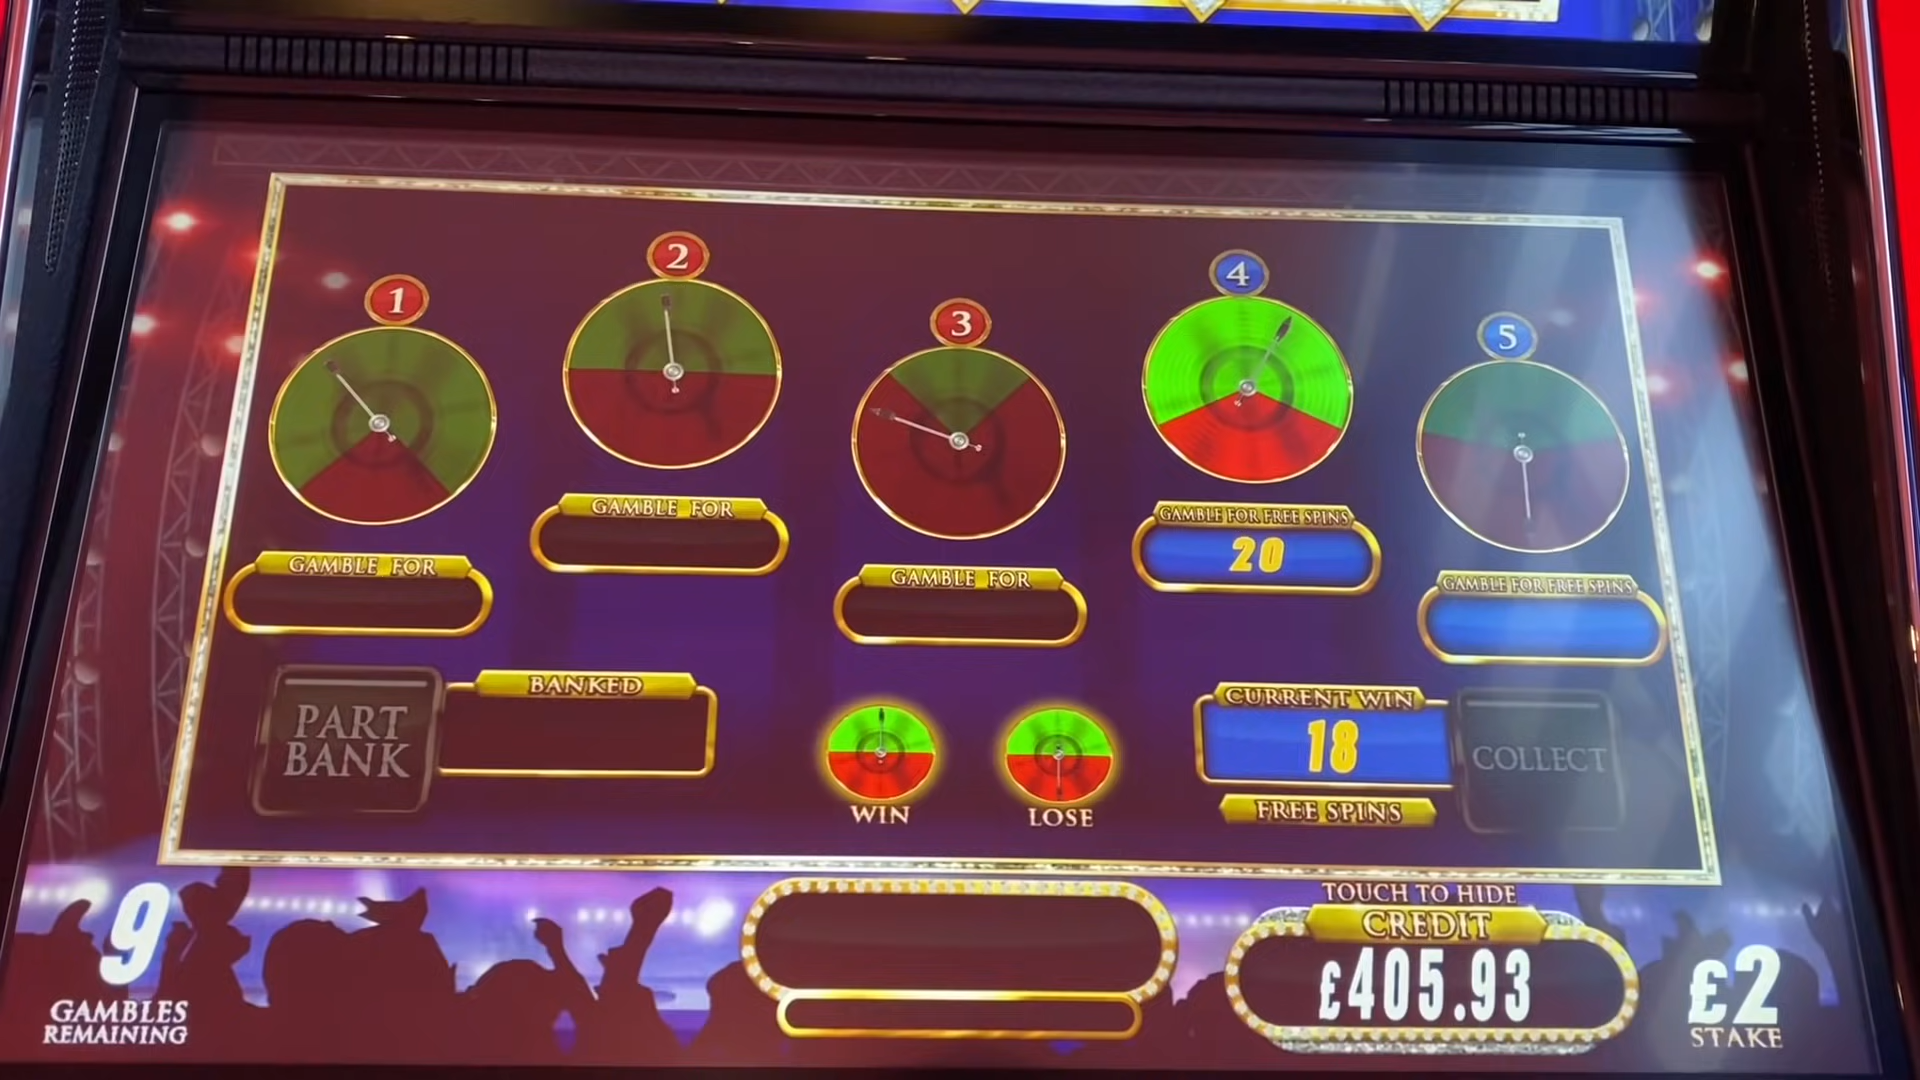 1
2
3
4
5
GAMBLE FOR
GAMBLE FOR
GAMBLE FOR
GAMBLE FOR FREE SPINS
20
GAMBLE FOR FREE SPINS
PART
BANK
BANKED
WIN
LOSE
CURRENT WIN
18
FREE SPINS
COLLECT
9
GAMBLES
REMAINING
TOUCH TO HIDE
CREDIT
£405.93
£2
STAKE